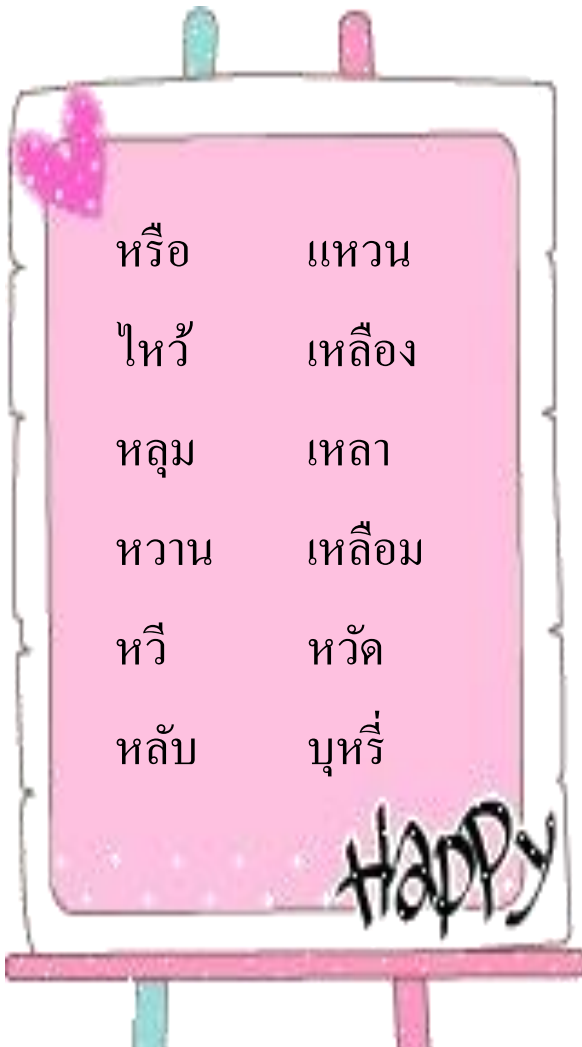 หรือ แหวน
ไหว้ เหลือง
หลุม เหลา
หวาน เหลือม
หวี หวัด
หลับ บุหรี่
Happy